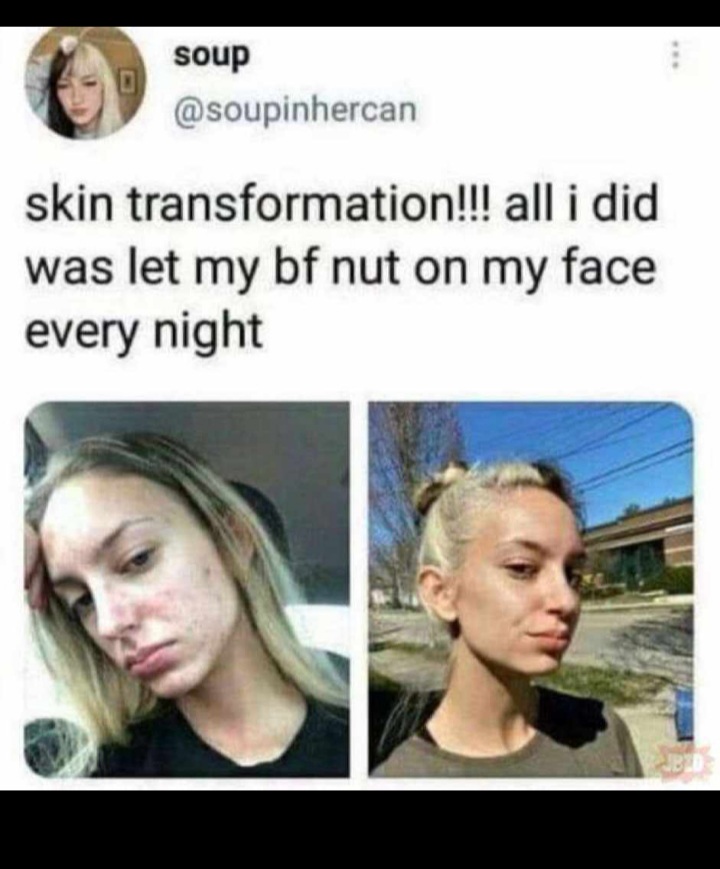 soup
@soupinhercan
skin transformation!!! all i did
was let my bf nut on my face
every night